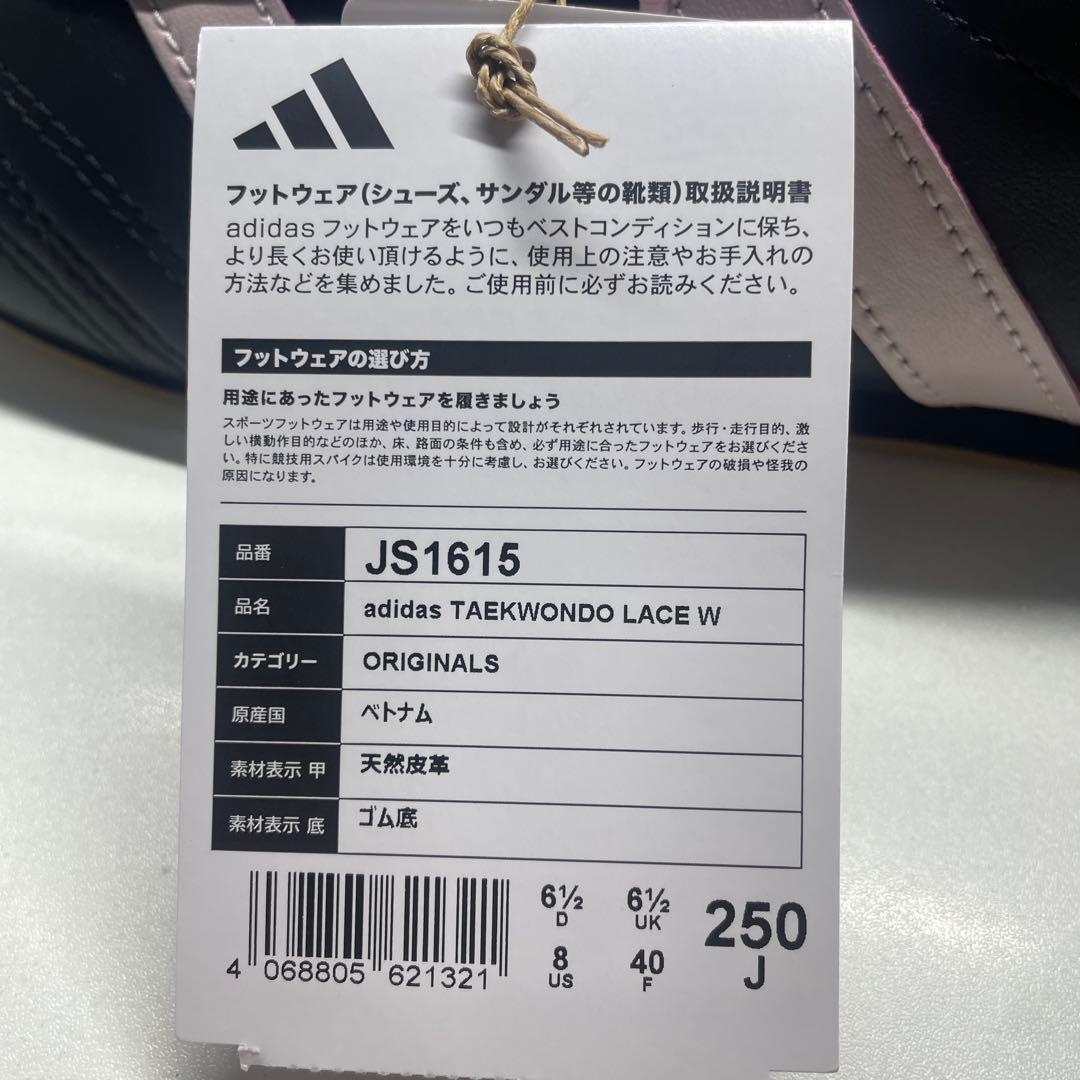 フットウェア(シューズ、サンダル等の靴類)取扱説明書
adidas フットウェアをいつもベストコンディションに保ち、
より長くお使い頂けるように、使用上の注意やお手入れの
方法などを集めました。ご使用前に必ずお読みください。
フットウェアの選び方
用途にあったフットウェアを履きましょう
スポーツフットウェアは用途や使用目的によって設計がそれぞれされています。歩行・走行目的、激
しい横動作目的などのほか、床、路面の条件も含め、必ず用途に合ったフットウェアをお選びくださ
い。特に競技用スパイクは使用環境を十分に考慮し、お選びください。フットウェアの破損や怪我の
原因になります。
品番 JS1615
品名 adidas TAEKWONDO LACE W
カテゴリー ORIGINALS
原産国 ベトナム
素材表示 甲 天然皮革
素材表示 底 ゴム底
6½ 6½ 250
D UK J
8 40
US F
4 068805 621321